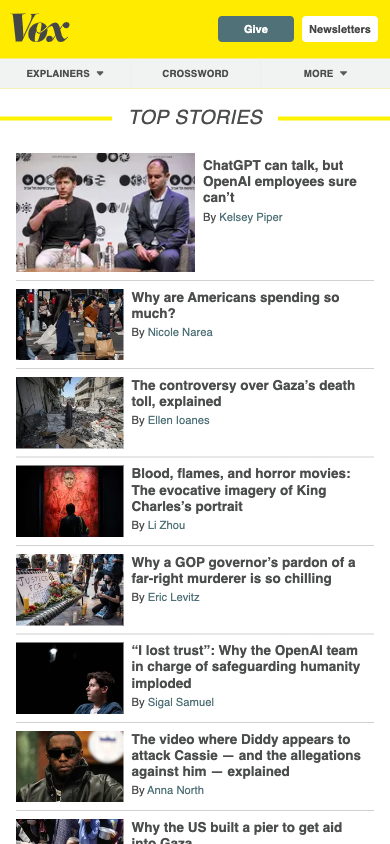 Vox
Give
Newsletters
EXPLAINERS
CROSSWORD
MORE
TOP STORIES
ChatGPT can talk, but
OpenAI employees sure
can’t
By Kelsey Piper
Why are Americans spending so
much?
By Nicole Narea
The controversy over Gaza’s death
toll, explained
By Ellen Ioanes
Blood, flames, and horror movies:
The evocative imagery of King
Charles’s portrait
By Li Zhou
JUSTICE
FOR
Why a GOP governor’s pardon of a
far-right murderer is so chilling
By Eric Levitz
“I lost trust”: Why the OpenAI team
in charge of safeguarding humanity
imploded
By Sigal Samuel
The video where Diddy appears to
attack Cassie — and the allegations
against him — explained
By Anna North
Why the US built a pier to get aid
into Gaza